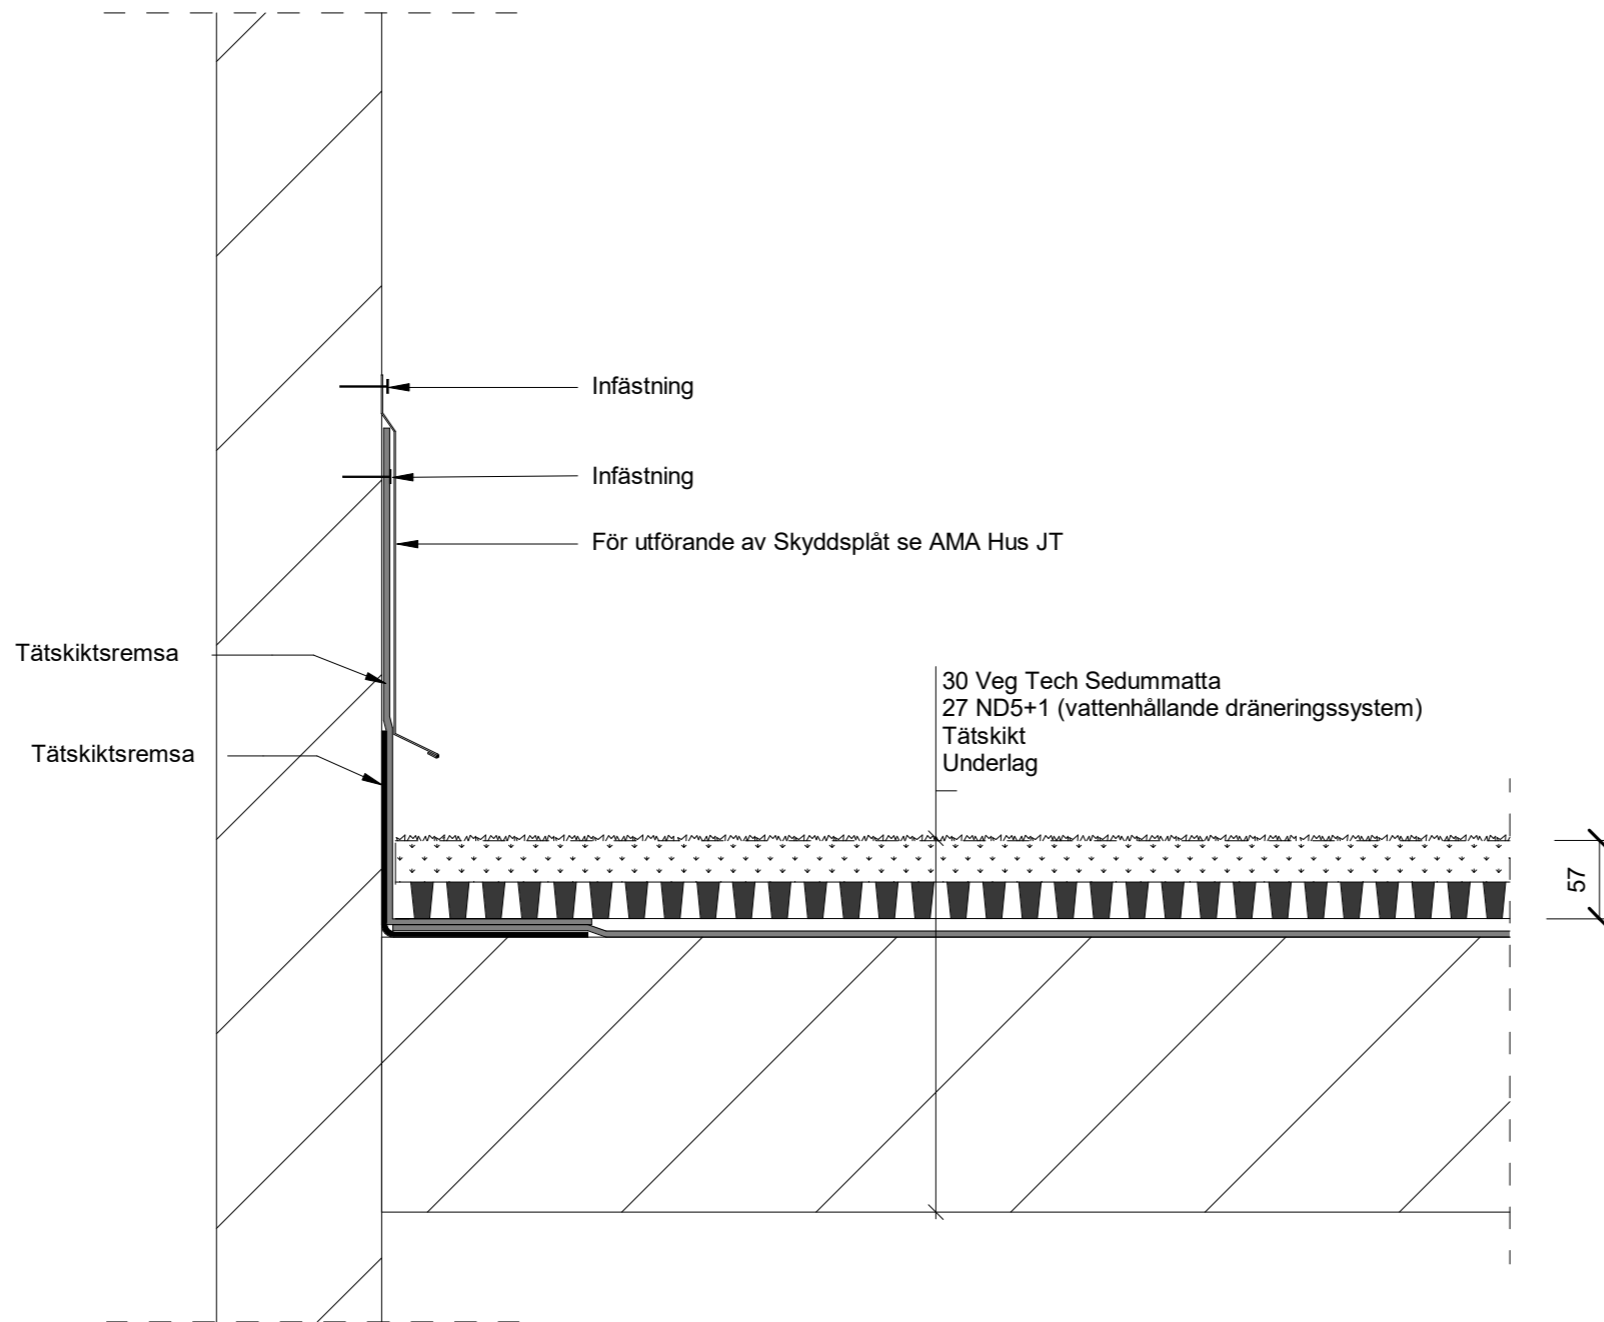 Infästning
Infästning
För utförande av Skyddsplåt se AMA Hus JT
Tätskiktsremsa
Tätskiktsremsa
30 Veg Tech Sedummatta
27 ND5+1 (vattenhållande dräneringssystem)
Tätskikt
Underlag
57